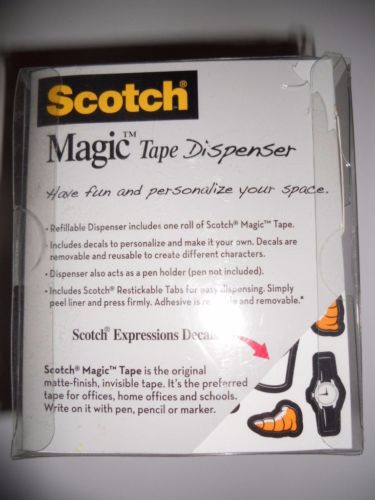 Scotch®
Magic™ Tape Dispenser
Have fun and personalize your space.
• Refillable Dispenser includes one roll of Scotch® Magic™ Tape.
• Includes decals to personalize and make it your own. Decals are
removable and reusable to create different characters.
• Dispenser also acts as a pen holder (pen not included).
• Includes Scotch® Restickable Tabs for easy dispensing. Simply
peel liner and press firmly. Adhesive is and removable.*
Scotch® Expressions
Scotch® Magic™ Tape is the original
matte-finish, invisible tape. It's the preferred
tape for offices, home offices and schools.
Write on it with pen, pencil or marker.